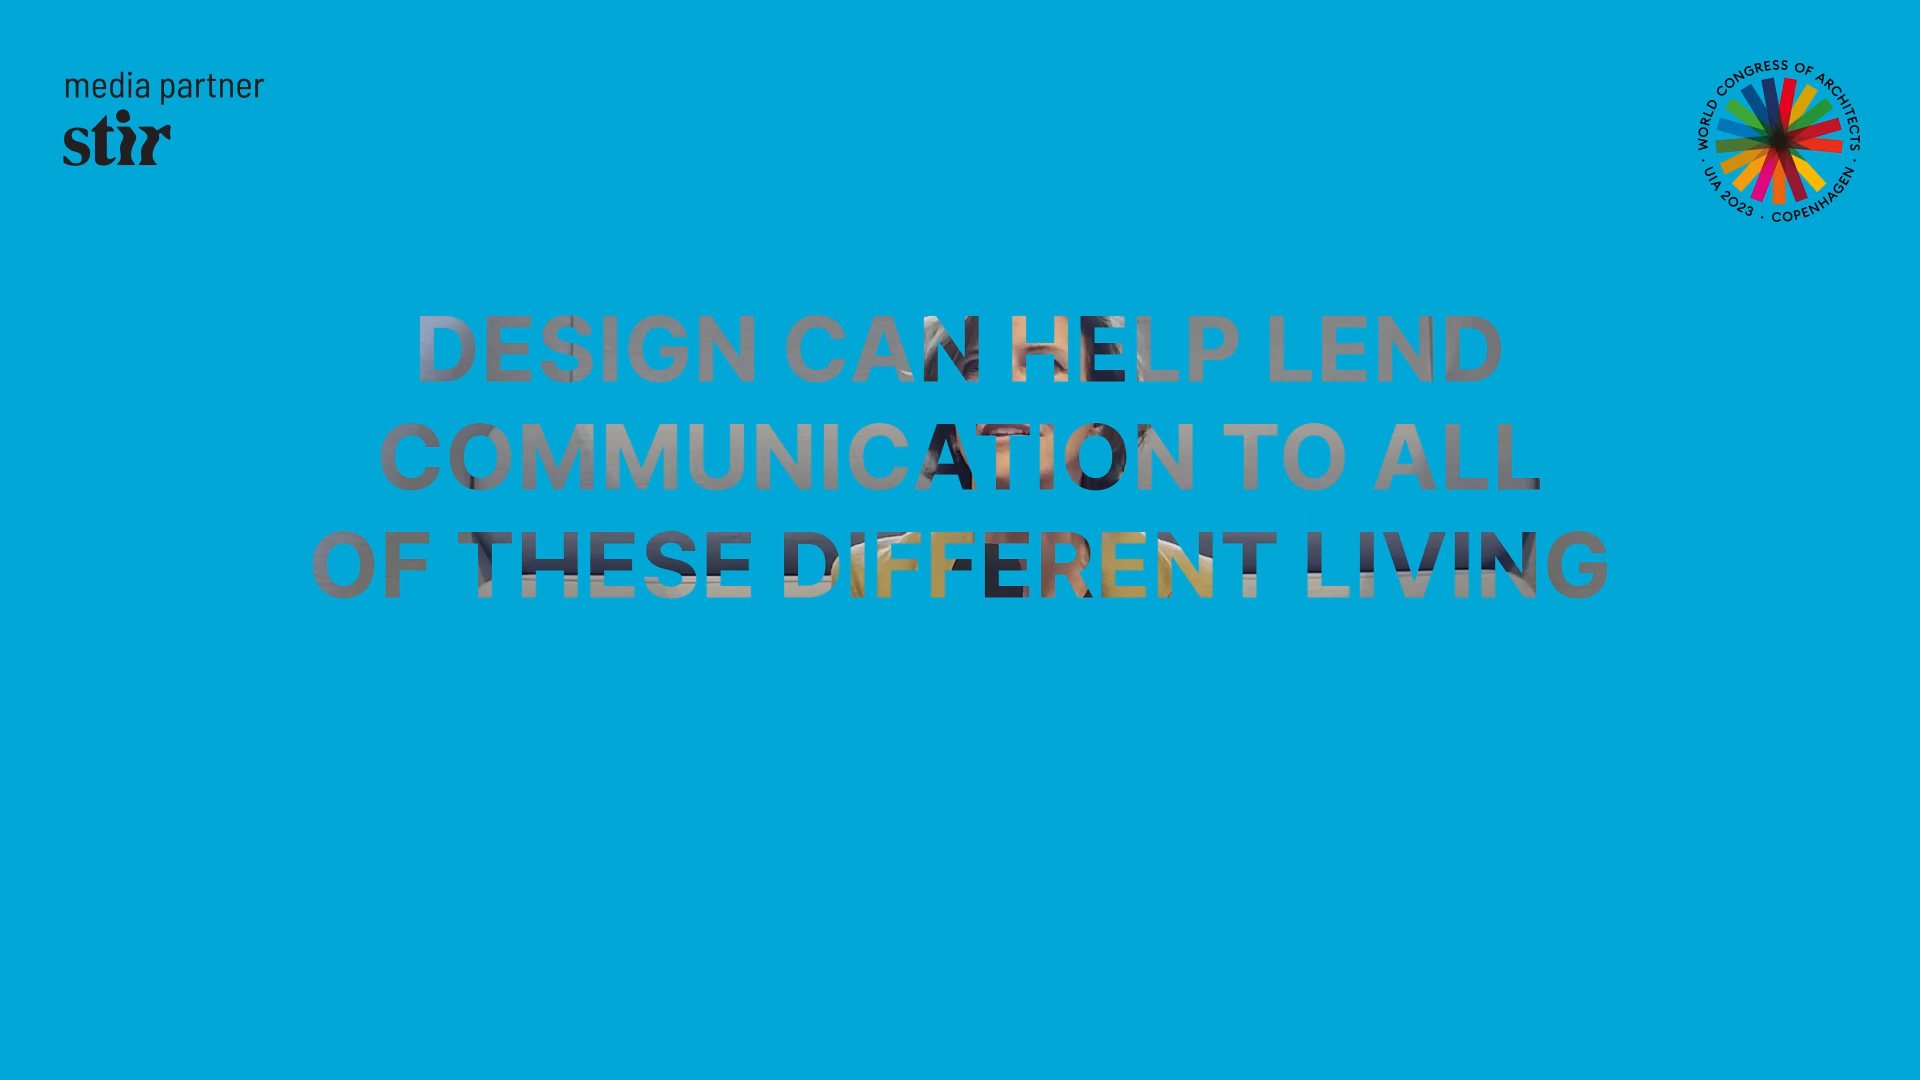 media partner
stir
WORLD CONGRESS OF ARCHITECTS · UIA 2023 · COPENHAGEN ·
DESIGN CAN HELP LEND
COMMUNICATION TO ALL
OF THESE DIFFERENT LIVING